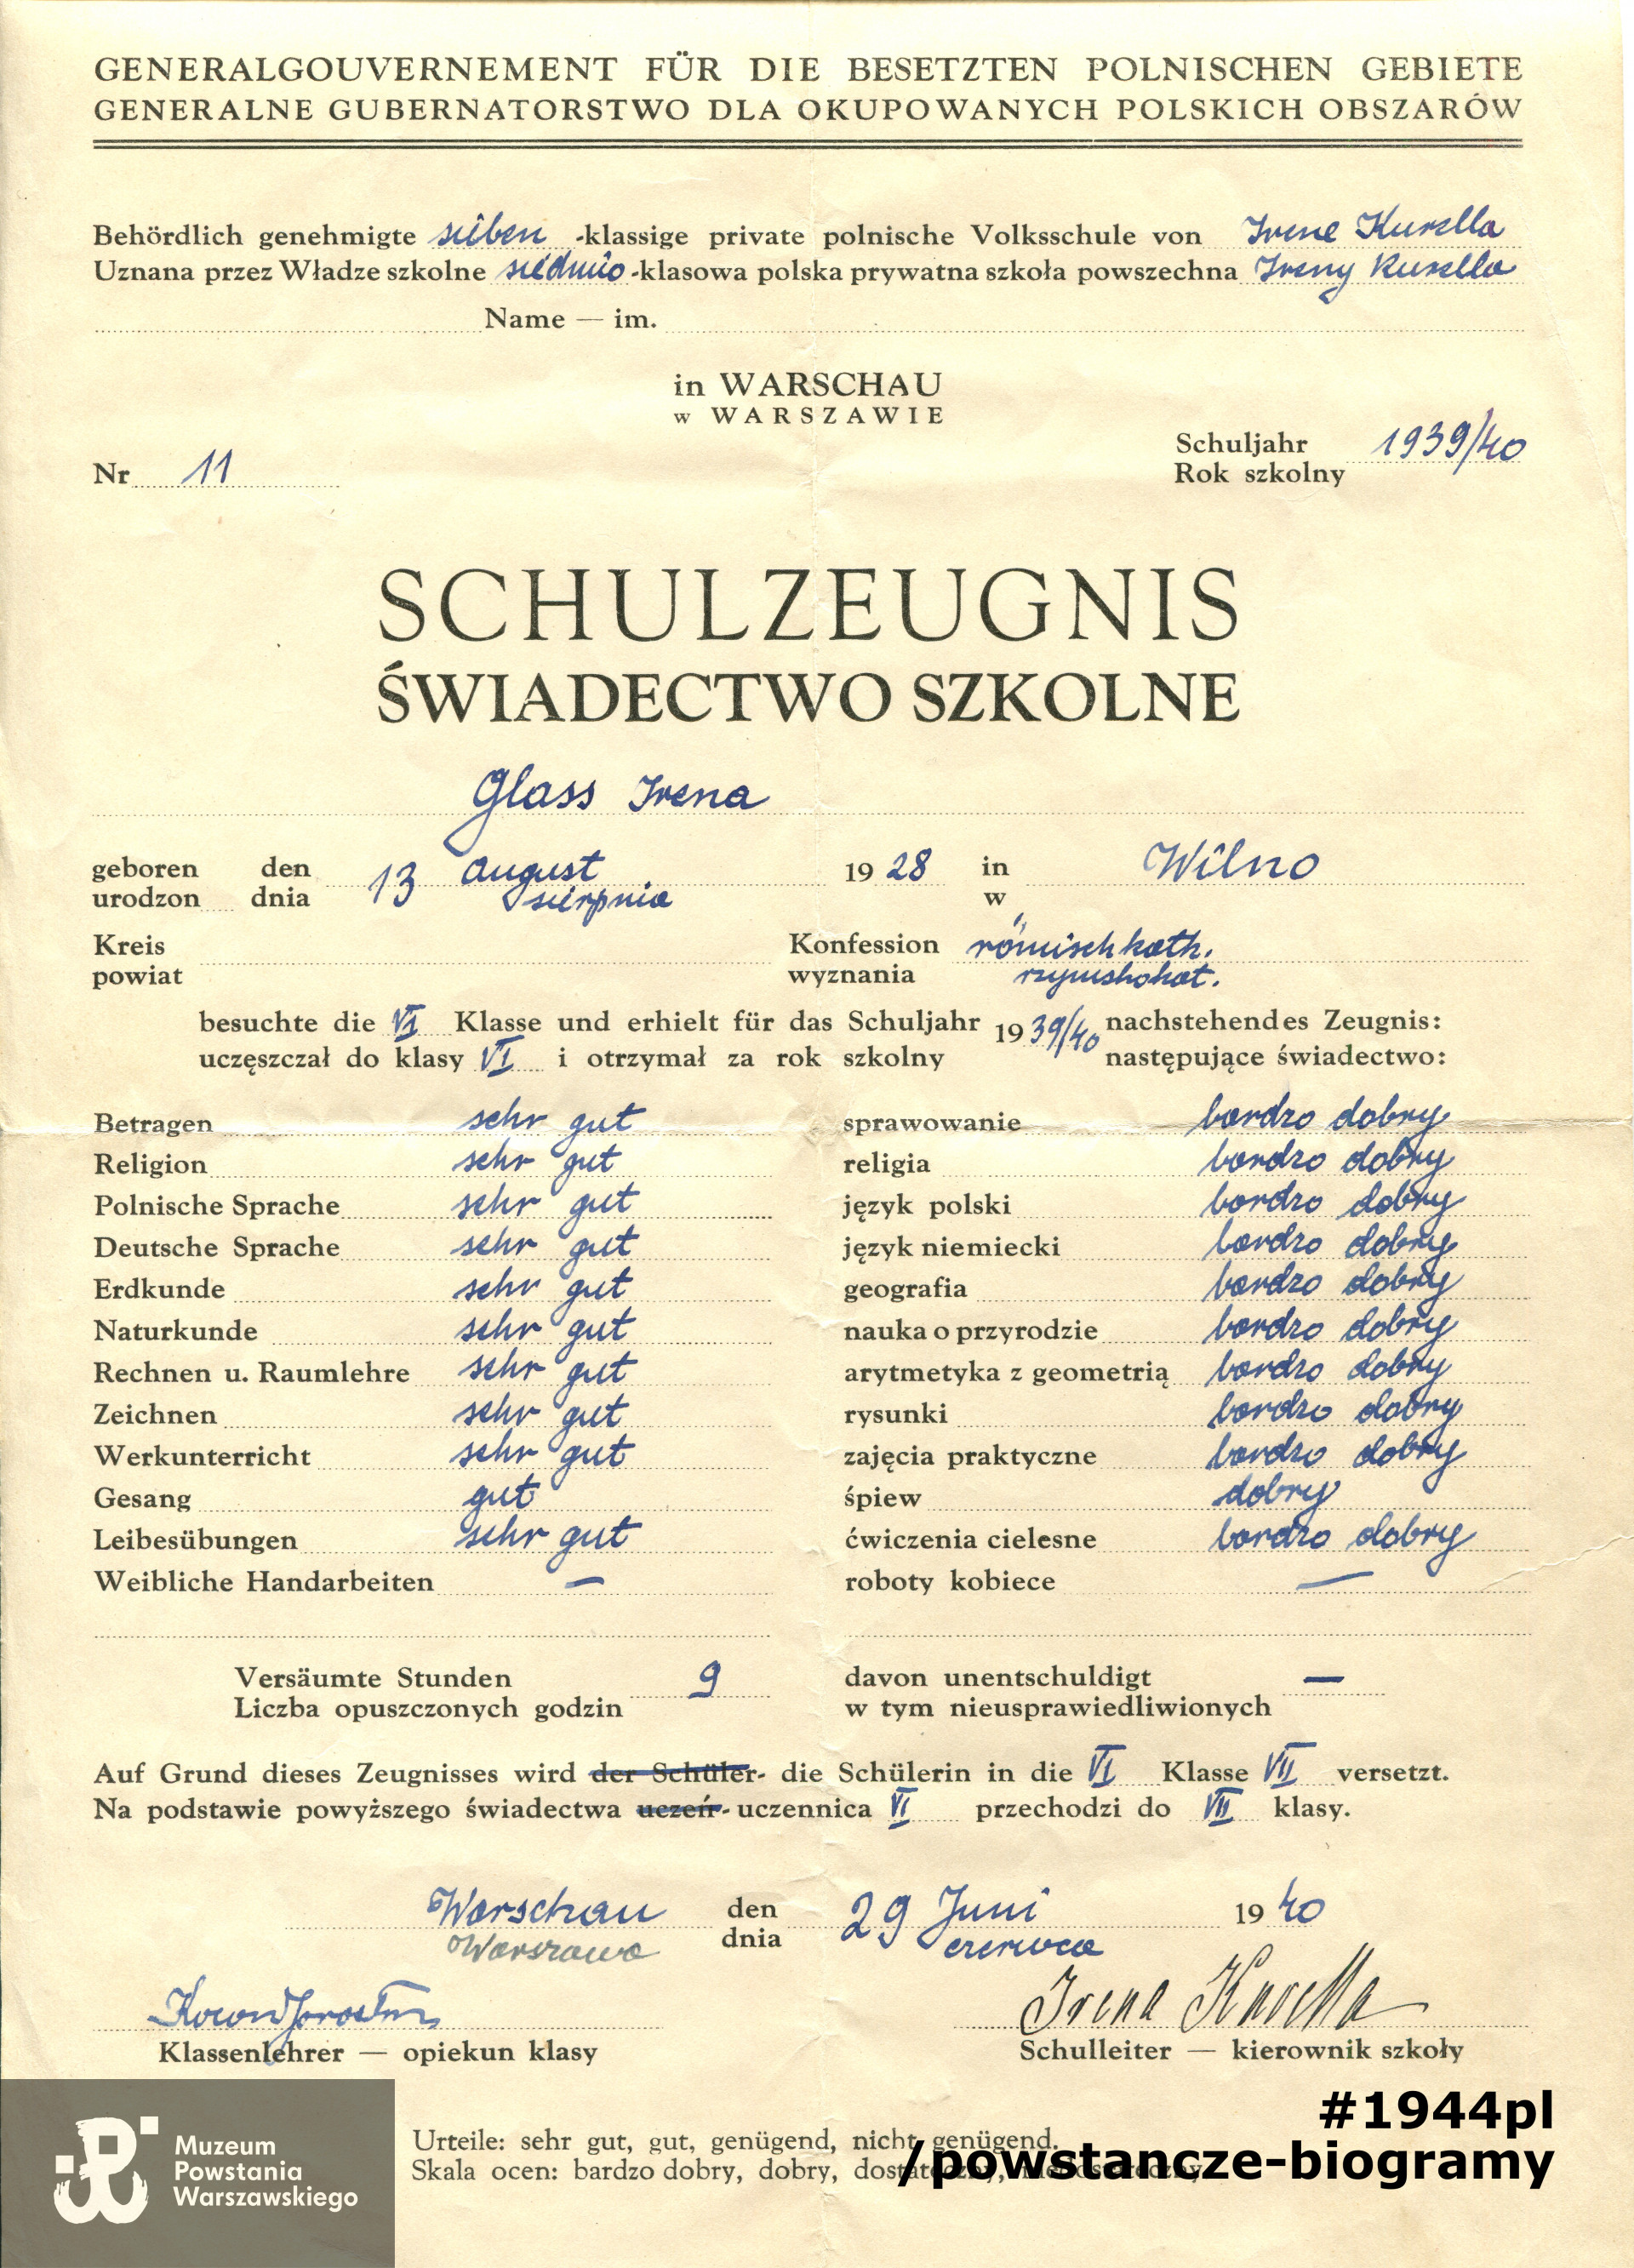 GENERALGOUVERNEMENT FÜR DIE BESETZTEN POLNISCHEN GEBIETE
GENERALNE GUBERNATORSTWO DLA OKUPOWANYCH POLSKICH OBSZARÓW
Behördlich genehmigte sieben -klassige private polnische Volksschule von Irene Kurella
Uznana przez Władze szkolne siedmio-klasowa polska prywatna szkoła powszechna Ireny Kurella
Name — im.
in WARSCHAU
w WARSZAWIE
Schuljahr 1939/40
Rok szkolny
Nr 11
SCHULZEUGNIS
ŚWIADECTWO SZKOLNE
Glass Irena
geboren den 13 August 1928 in Wilno
urodzon dnia sierpnia w
Kreis Konfession römischkath.
powiat wyznania rzymskokat.
besuchte die VI Klasse und erhielt für das Schuljahr 1939/40 nachstehendes Zeugnis:
uczęszczał do klasy VI i otrzymał za rok szkolny następujące świadectwo:
Betragen sehr gut sprawowanie bardzo dobry
Religion sehr gut religia bardzo dobry
Polnische Sprache sehr gut język polski bardzo dobry
Deutsche Sprache sehr gut język niemiecki bardzo dobry
Erdkunde sehr gut geografia bardzo dobry
Naturkunde sehr gut nauka o przyrodzie bardzo dobry
Rechnen u. Raumlehre sehr gut arytmetyka z geometrią bardzo dobry
Zeichnen sehr gut rysunki bardzo dobry
Werkunterricht sehr gut zajęcia praktyczne bardzo dobry
Gesang gut śpiew dobry
Leibesübungen sehr gut ćwiczenia cielesne bardzo dobry
Weibliche Handarbeiten — roboty kobiece —
Versäumte Stunden 9 davon unentschuldigt —
Liczba opuszczonych godzin w tym nieusprawiedliwionych
Auf Grund dieses Zeugnisses wird der Schüler- die Schülerin in die VI Klasse VII versetzt.
Na podstawie powyższego świadectwa uczeń- uczennica VI przechodzi do VII klasy.
Warschau den 29 Juni 1940
Warszawa dnia czerwca
Irena Kurella
Klassenlehrer — opiekun klasy Schulleiter — kierownik szkoły
Urteile: sehr gut, gut, genügend, nicht genügend.
Skala ocen: bardzo dobry, dobry, dostateczny, niedostateczny
#1944pl
/powstancze-biogramy
Muzeum
Powstania
Warszawskiego